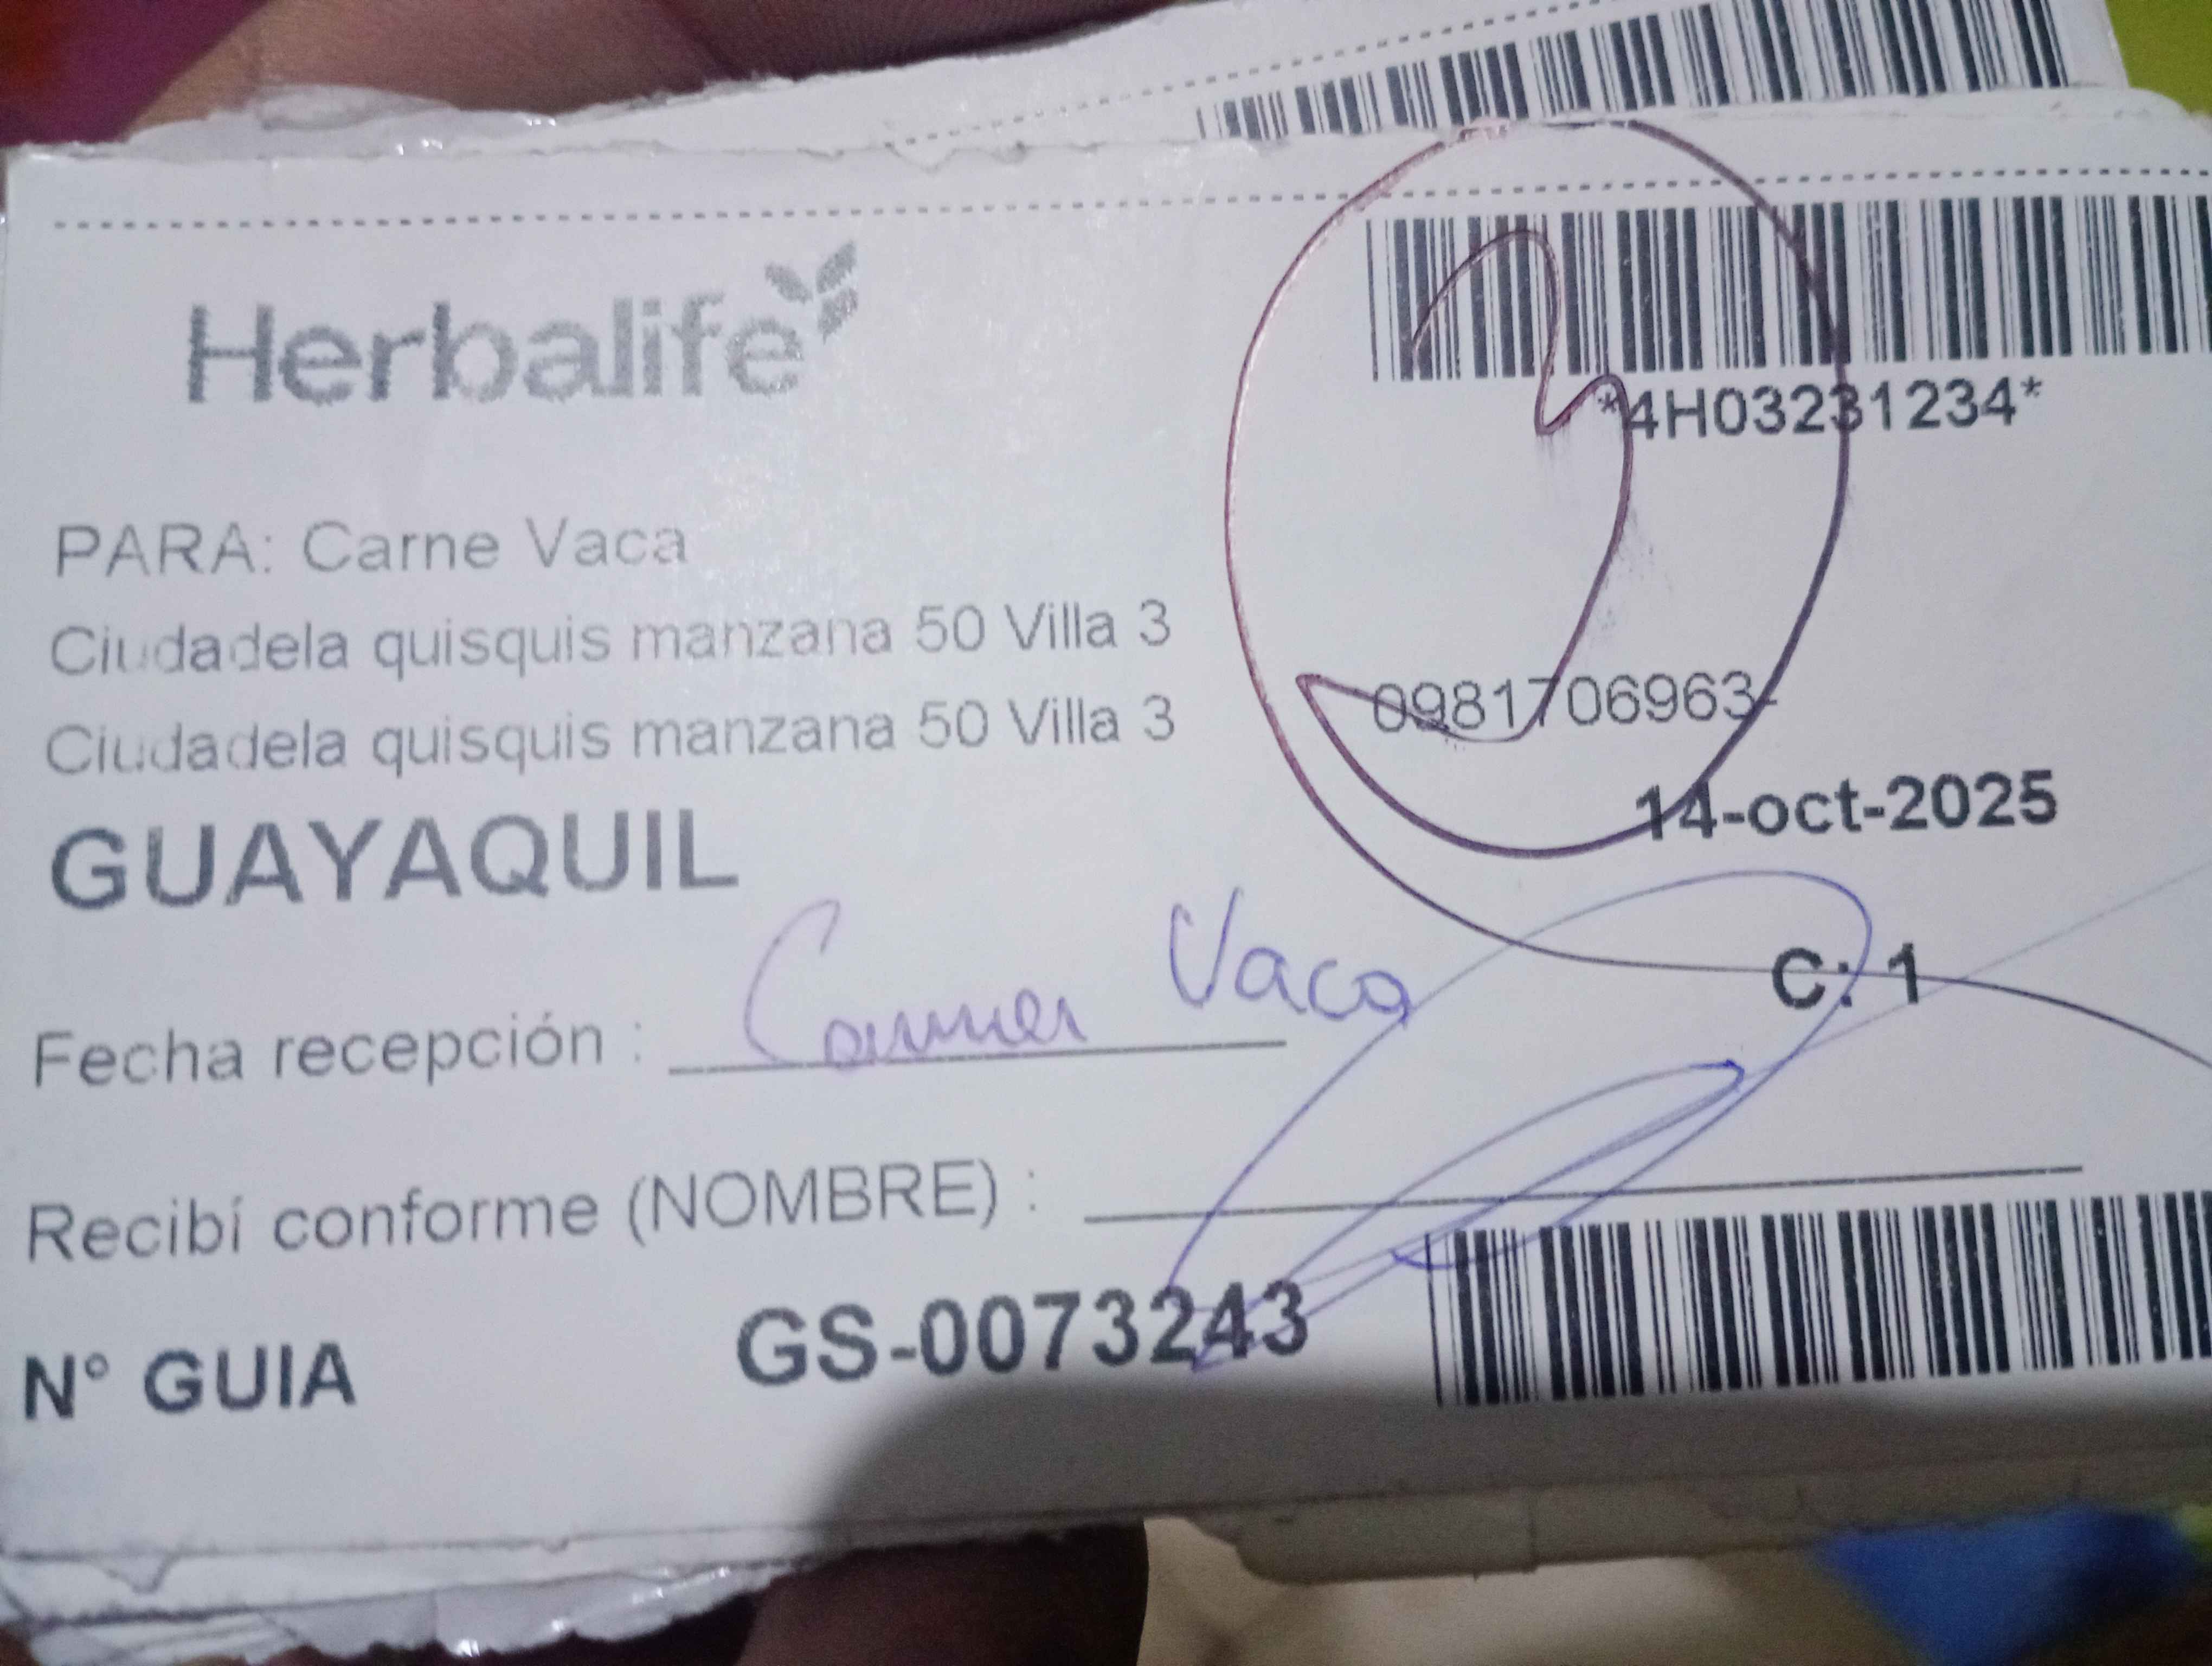 Herbalife
*4H03231234*
PARA: Carne Vaca
Ciudadela quisquis manzana 50 Villa 3
0981706963-
Ciudadela quisquis manzana 50 Villa 3
14-oct-2025
GUAYAQUIL
C: 1
Fecha recepción : Carmen Vaca
Recibí conforme (NOMBRE) :
N° GUIA GS-0073243
3